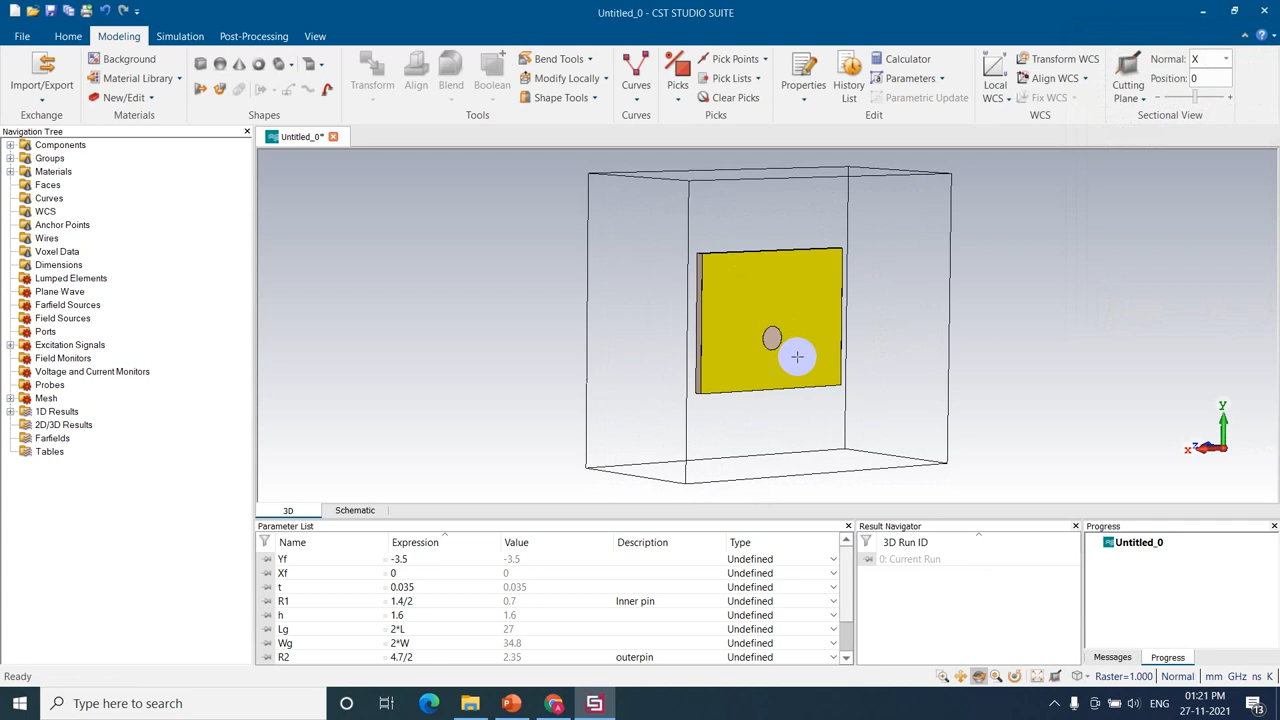 Untitled_0 - CST STUDIO SUITE
File Home Modeling Simulation Post-Processing View
Import/Export
Exchange
Background
Material Library
New/Edit
Materials
Shapes
Transform Align Blend Boolean
Bend Tools
Modify Locally
Shape Tools
Tools
Curves
Curves
Picks
Pick Points
Pick Lists
Clear Picks
Picks
Properties
History List
Calculator
Parameters
Parametric Update
Edit
Local WCS
Transform WCS
Align WCS
Fix WCS
WCS
Cutting Plane
Normal: X
Position: 0
Sectional View
Navigation Tree
Untitled_0*
Components
Groups
Materials
Faces
Curves
WCS
Anchor Points
Wires
Voxel Data
Dimensions
Lumped Elements
Plane Wave
Farfield Sources
Field Sources
Ports
Excitation Signals
Field Monitors
Voltage and Current Monitors
Probes
Mesh
1D Results
2D/3D Results
Farfields
Tables
y
z
x
3D Schematic
Parameter List
Name Expression Value Description Type
Yf = -3.5 -3.5 Undefined
Xf = 0 0 Undefined
t = 0.035 0.035 Undefined
R1 = 1.4/2 0.7 Inner pin Undefined
h = 1.6 1.6 Undefined
Lg = 2*L 27 Undefined
Wg = 2*W 34.8 Undefined
R2 = 4.7/2 2.35 outerpin Undefined
Result Navigator
3D Run ID
0: Current Run
Progress
Untitled_0
Messages Progress
Ready
Raster=1.000 Normal mm GHz ns K
Type here to search
ENG
01:21 PM
27-11-2021
13